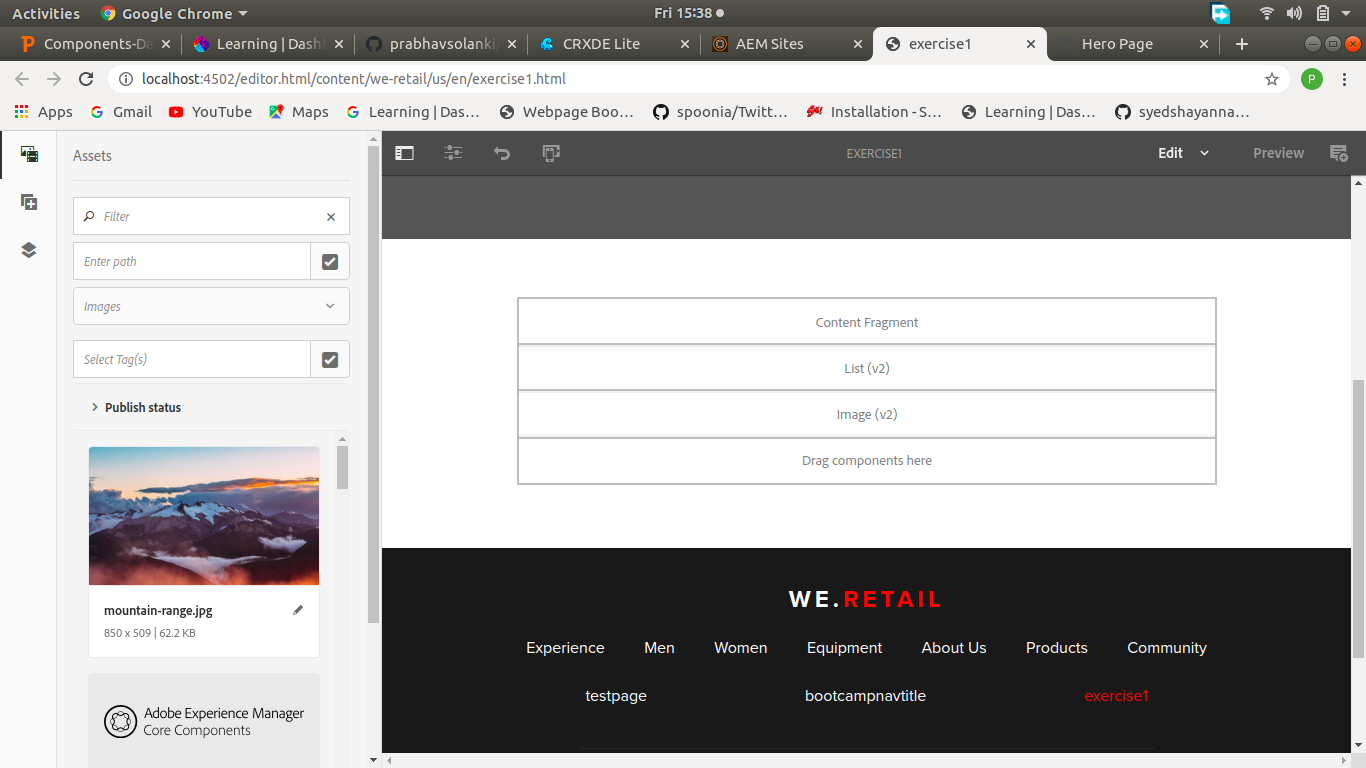 Activities
Google Chrome
Fri 15:38
Components-Da
Learning | Dashl
prabhavsolanki
CRXDE Lite
AEM Sites
exercise1
Hero Page
localhost:4502/editor.html/content/we-retail/us/en/exercise1.html
P
Apps
Gmail
YouTube
Maps
Learning | Das…
Webpage Boo…
spoonia/Twitt…
Installation - S…
Learning | Das…
syedshayanna…
Assets
EXERCISE1
Edit
Preview
Filter
Enter path
Images
Select Tag(s)
Publish status
mountain-range.jpg
850 x 509 | 62.2 KB
Adobe Experience Manager
Core Components
Content Fragment
List (v2)
Image (v2)
Drag components here
WE.RETAIL
Experience Men Women Equipment About Us Products Community
testpage bootcampnavtitle exercise1